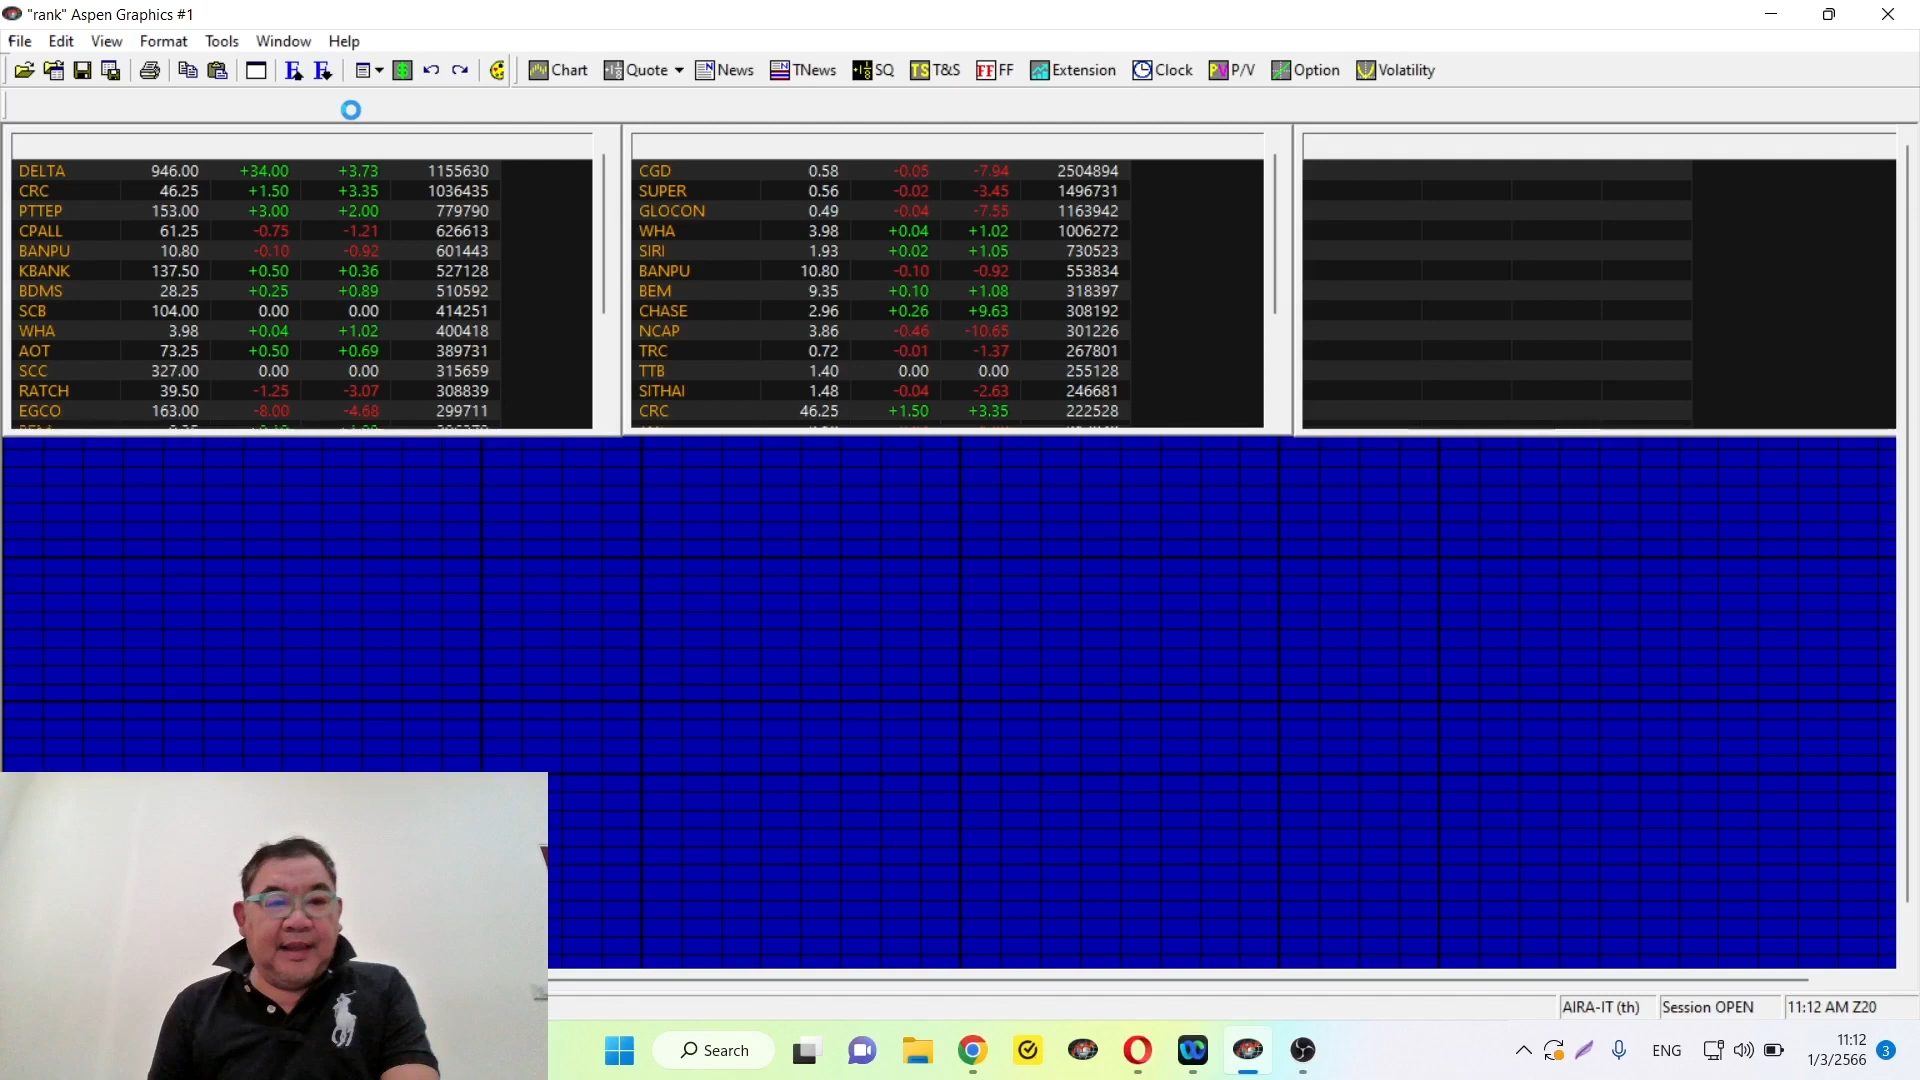 "rank" Aspen Graphics #1
File Edit View Format Tools Window Help
Chart Quote News TNews SQ TS T&S FF FF Extension Clock PV P/V Option Volatility
DELTA 946.00 +34.00 +3.73 1155630
CRC 46.25 +1.50 +3.35 1036435
PTTEP 153.00 +3.00 +2.00 779790
CPALL 61.25 -0.75 -1.21 626613
BANPU 10.80 -0.10 -0.92 601443
KBANK 137.50 +0.50 +0.36 527128
BDMS 28.25 +0.25 +0.89 510592
SCB 104.00 0.00 0.00 414251
WHA 3.98 +0.04 +1.02 400418
AOT 73.25 +0.50 +0.69 389731
SCC 327.00 0.00 0.00 315659
RATCH 39.50 -1.25 -3.07 308839
EGCO 163.00 -8.00 -4.68 299711
CGD 0.58 -0.05 -7.94 2504894
SUPER 0.56 -0.02 -3.45 1496731
GLOCON 0.49 -0.04 -7.55 1163942
WHA 3.98 +0.04 +1.02 1006272
SIRI 1.93 +0.02 +1.05 730523
BANPU 10.80 -0.10 -0.92 553834
BEM 9.35 +0.10 +1.08 318397
CHASE 2.96 +0.26 +9.63 308192
NCAP 3.86 -0.46 -10.65 301226
TRC 0.72 -0.01 -1.37 267801
TTB 1.40 0.00 0.00 255128
SITHAI 1.48 -0.04 -2.63 246681
CRC 46.25 +1.50 +3.35 222528
AIRA-IT (th) Session OPEN 11:12 AM Z20
Search ENG 11:12 3
1/3/2566